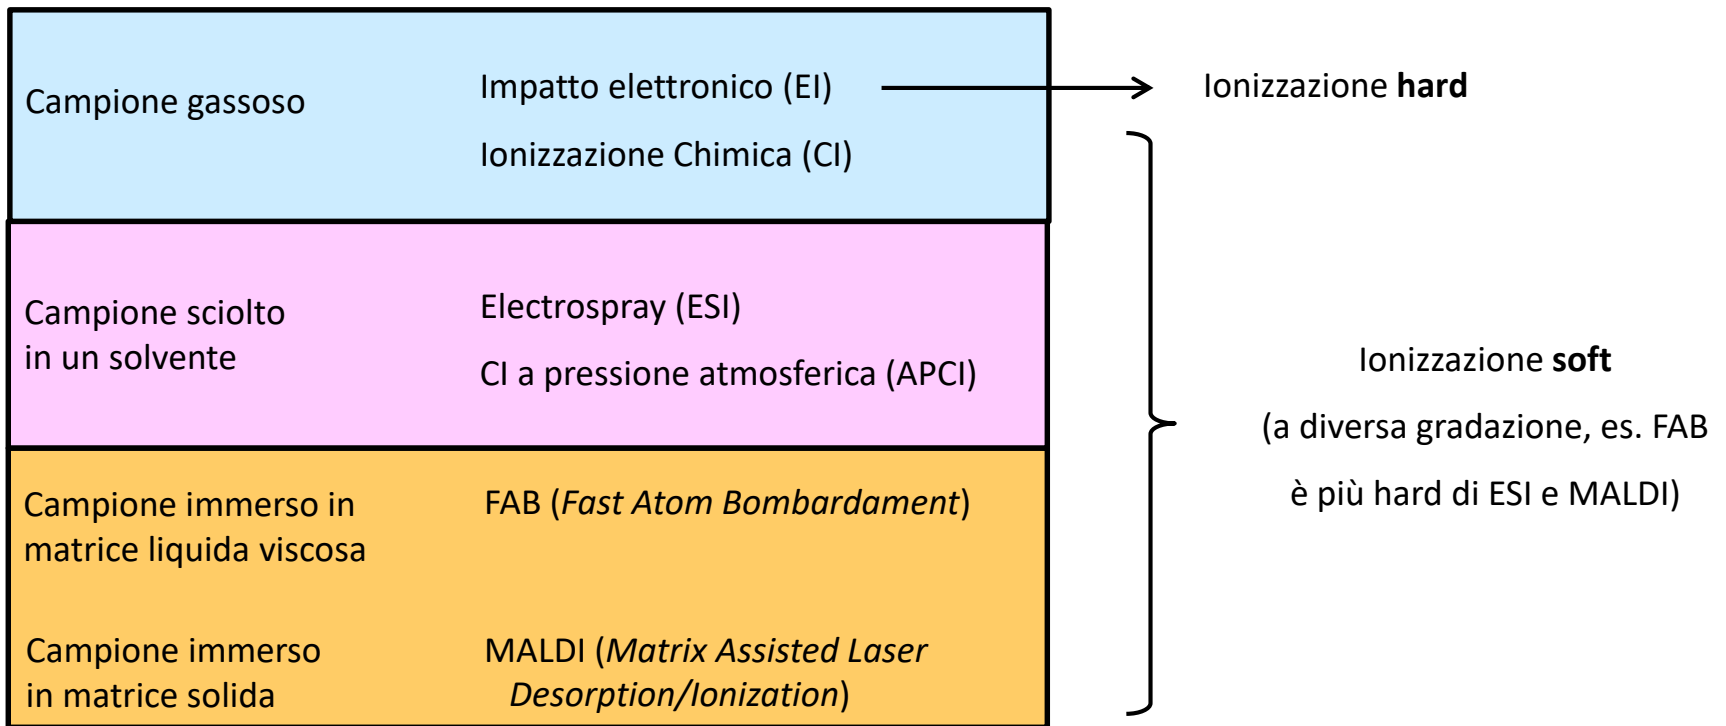 Campione gassoso
Impatto elettronico (EI)
Ionizzazione hard
Ionizzazione Chimica (CI)
Campione sciolto
in un solvente
Electrospray (ESI)
CI a pressione atmosferica (APCI)
Ionizzazione soft
(a diversa gradazione, es. FAB
è più hard di ESI e MALDI)
Campione immerso in
matrice liquida viscosa
FAB (Fast Atom Bombardament)
Campione immerso
in matrice solida
MALDI (Matrix Assisted Laser
Desorption/Ionization)